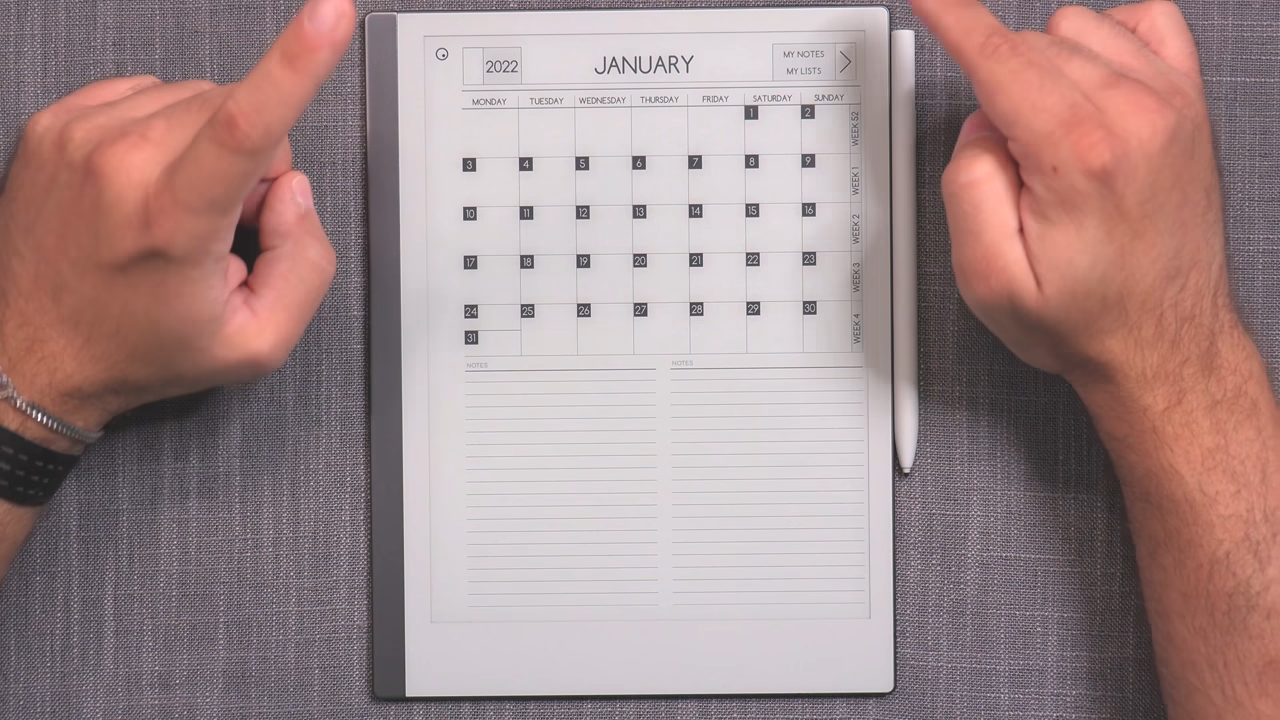 2022
JANUARY
MY NOTES
MY LISTS
MONDAY TUESDAY WEDNESDAY THURSDAY FRIDAY SATURDAY SUNDAY
1 2 WEEK 52
3 4 5 6 7 8 9 WEEK 1
10 11 12 13 14 15 16 WEEK 2
17 18 19 20 21 22 23 WEEK 3
24 25 26 27 28 29 30 WEEK 4
31
NOTES NOTES